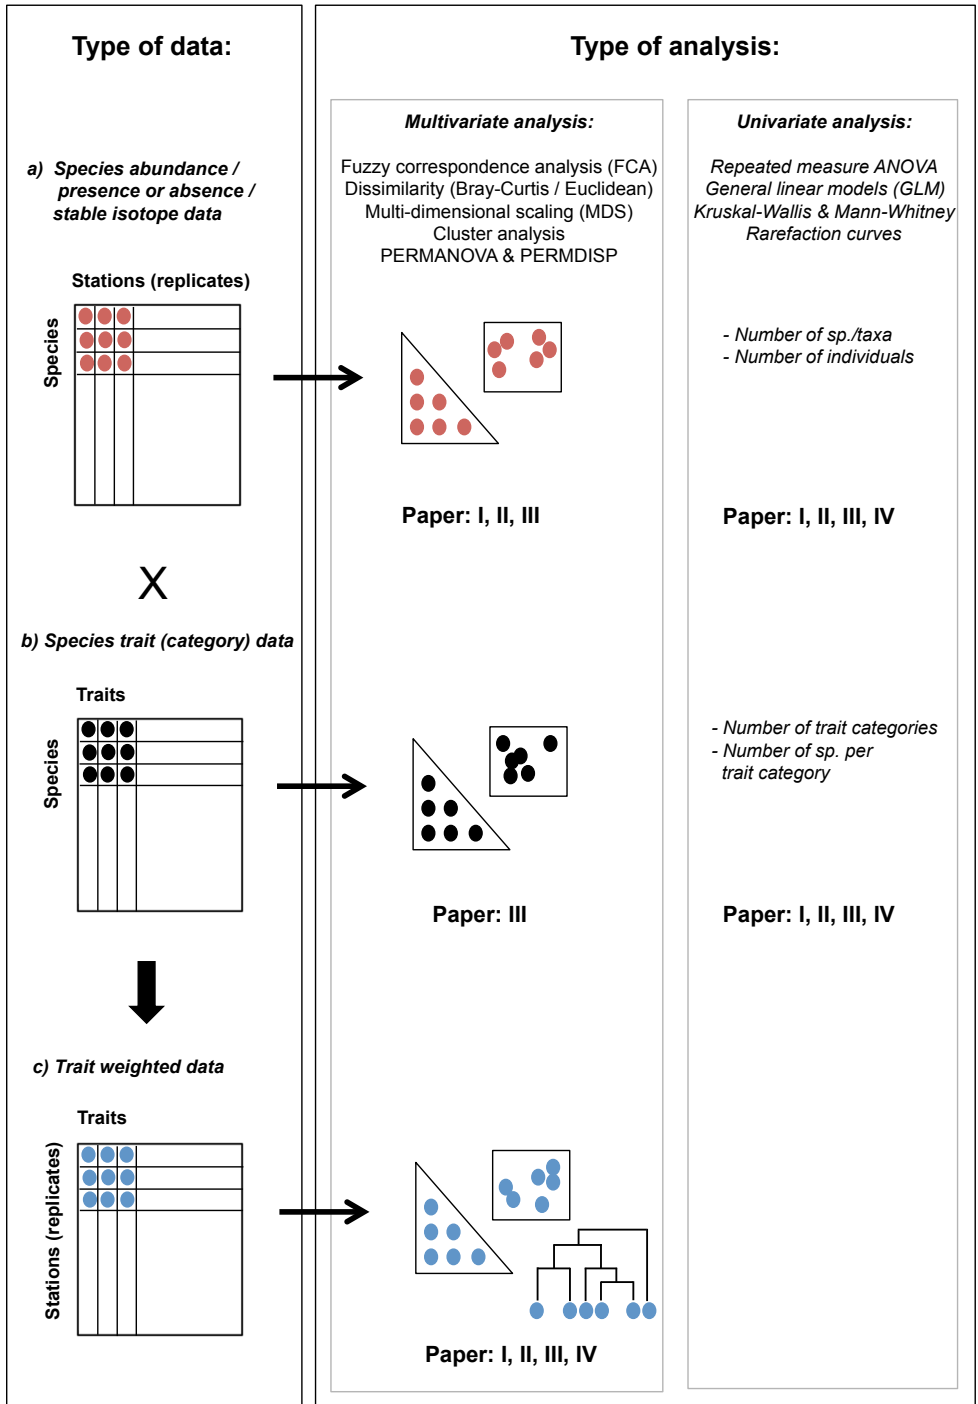 Type of data:
Type of analysis:
a) Species abundance /
presence or absence /
stable isotope data
Stations (replicates)
Species
Multivariate analysis:
Fuzzy correspondence analysis (FCA)
Dissimilarity (Bray-Curtis / Euclidean)
Multi-dimensional scaling (MDS)
Cluster analysis
PERMANOVA & PERMDISP
Univariate analysis:
Repeated measure ANOVA
General linear models (GLM)
Kruskal-Wallis & Mann-Whitney
Rarefaction curves
- Number of sp./taxa
- Number of individuals
Paper: I, II, III
Paper: I, II, III, IV
X
b) Species trait (category) data
Traits
Species
- Number of trait categories
- Number of sp. per
trait category
Paper: III
Paper: I, II, III, IV
c) Trait weighted data
Traits
Stations (replicates)
Paper: I, II, III, IV